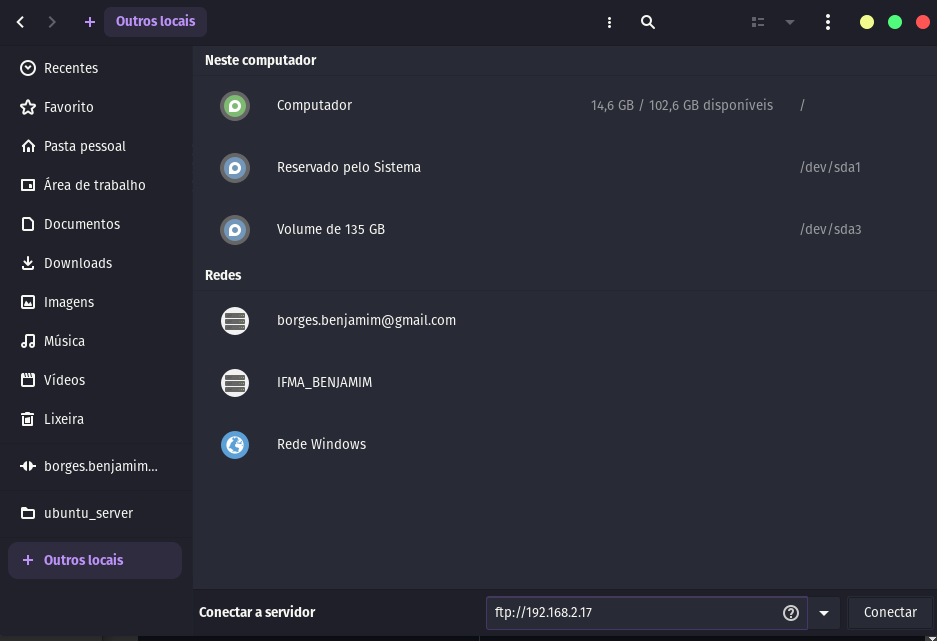 Outros locais
Recentes
Favorito
Pasta pessoal
Área de trabalho
Documentos
Downloads
Imagens
Música
Vídeos
Lixeira
borges.benjamim...
ubuntu_server
Outros locais
Neste computador
Computador 14,6 GB / 102,6 GB disponíveis /
Reservado pelo Sistema /dev/sda1
Volume de 135 GB /dev/sda3
Redes
borges.benjamim@gmail.com
IFMA_BENJAMIM
Rede Windows
Conectar a servidor ftp://192.168.2.17 Conectar